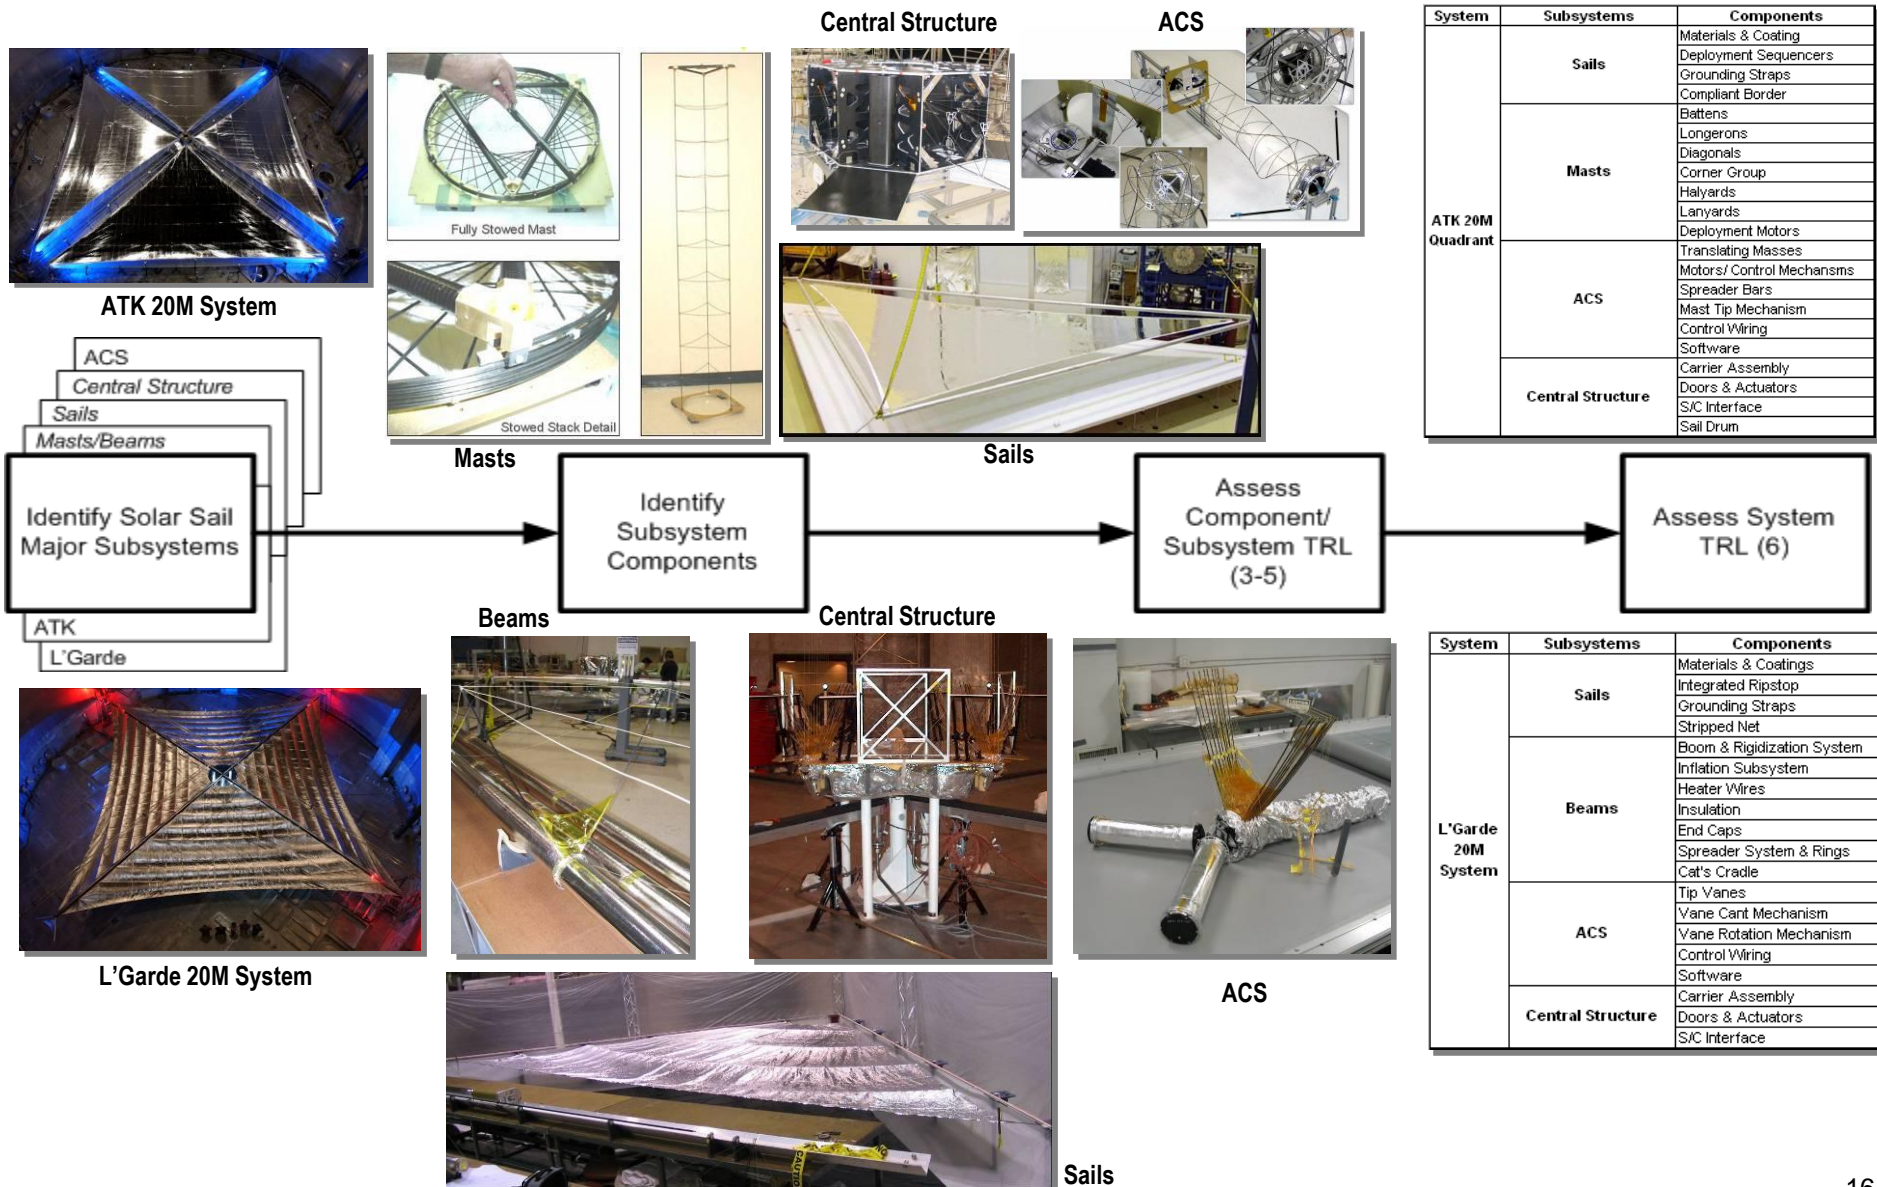 Central Structure
ACS
Fully Stowed Mast
Stowed Stack Detail
ATK 20M System
Masts
Sails
ACS
Central Structure
Sails
Masts/Beams
Identify Solar Sail
Major Subsystems
ATK
L'Garde
Identify
Subsystem
Components
Assess
Component/
Subsystem TRL
(3-5)
Assess System
TRL (6)
System Subsystems Components
ATK 20M
Quadrant
Sails
Materials & Coating
Deployment Sequencers
Grounding Straps
Compliant Border
Masts
Battens
Longerons
Diagonals
Corner Group
Halyards
Lanyards
Deployment Motors
ACS
Translating Masses
Motors/ Control Mechansms
Spreader Bars
Mast Tip Mechanism
Control Wiring
Software
Central Structure
Carrier Assembly
Doors & Actuators
S/C Interface
Sail Drum
Beams
Central Structure
L'Garde 20M System
ACS
CAUTIO
Sails
System Subsystems Components
L'Garde
20M
System
Sails
Materials & Coatings
Integrated Ripstop
Grounding Straps
Stripped Net
Beams
Boom & Rigidization System
Inflation Subsystem
Heater Wires
Insulation
End Caps
Spreader System & Rings
Cat's Cradle
ACS
Tip Vanes
Vane Cant Mechanism
Vane Rotation Mechanism
Control Wiring
Software
Central Structure
Carrier Assembly
Doors & Actuators
S/C Interface
16